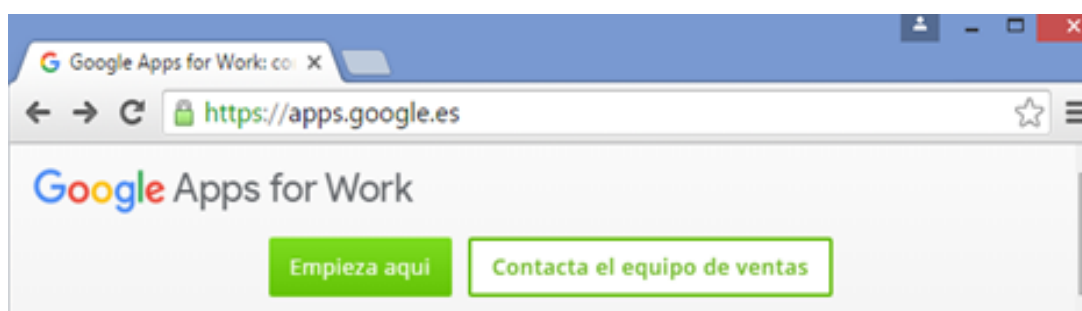 Google Apps for Work: co
https://apps.google.es
Google Apps for Work
Empieza aqui
Contacta el equipo de ventas